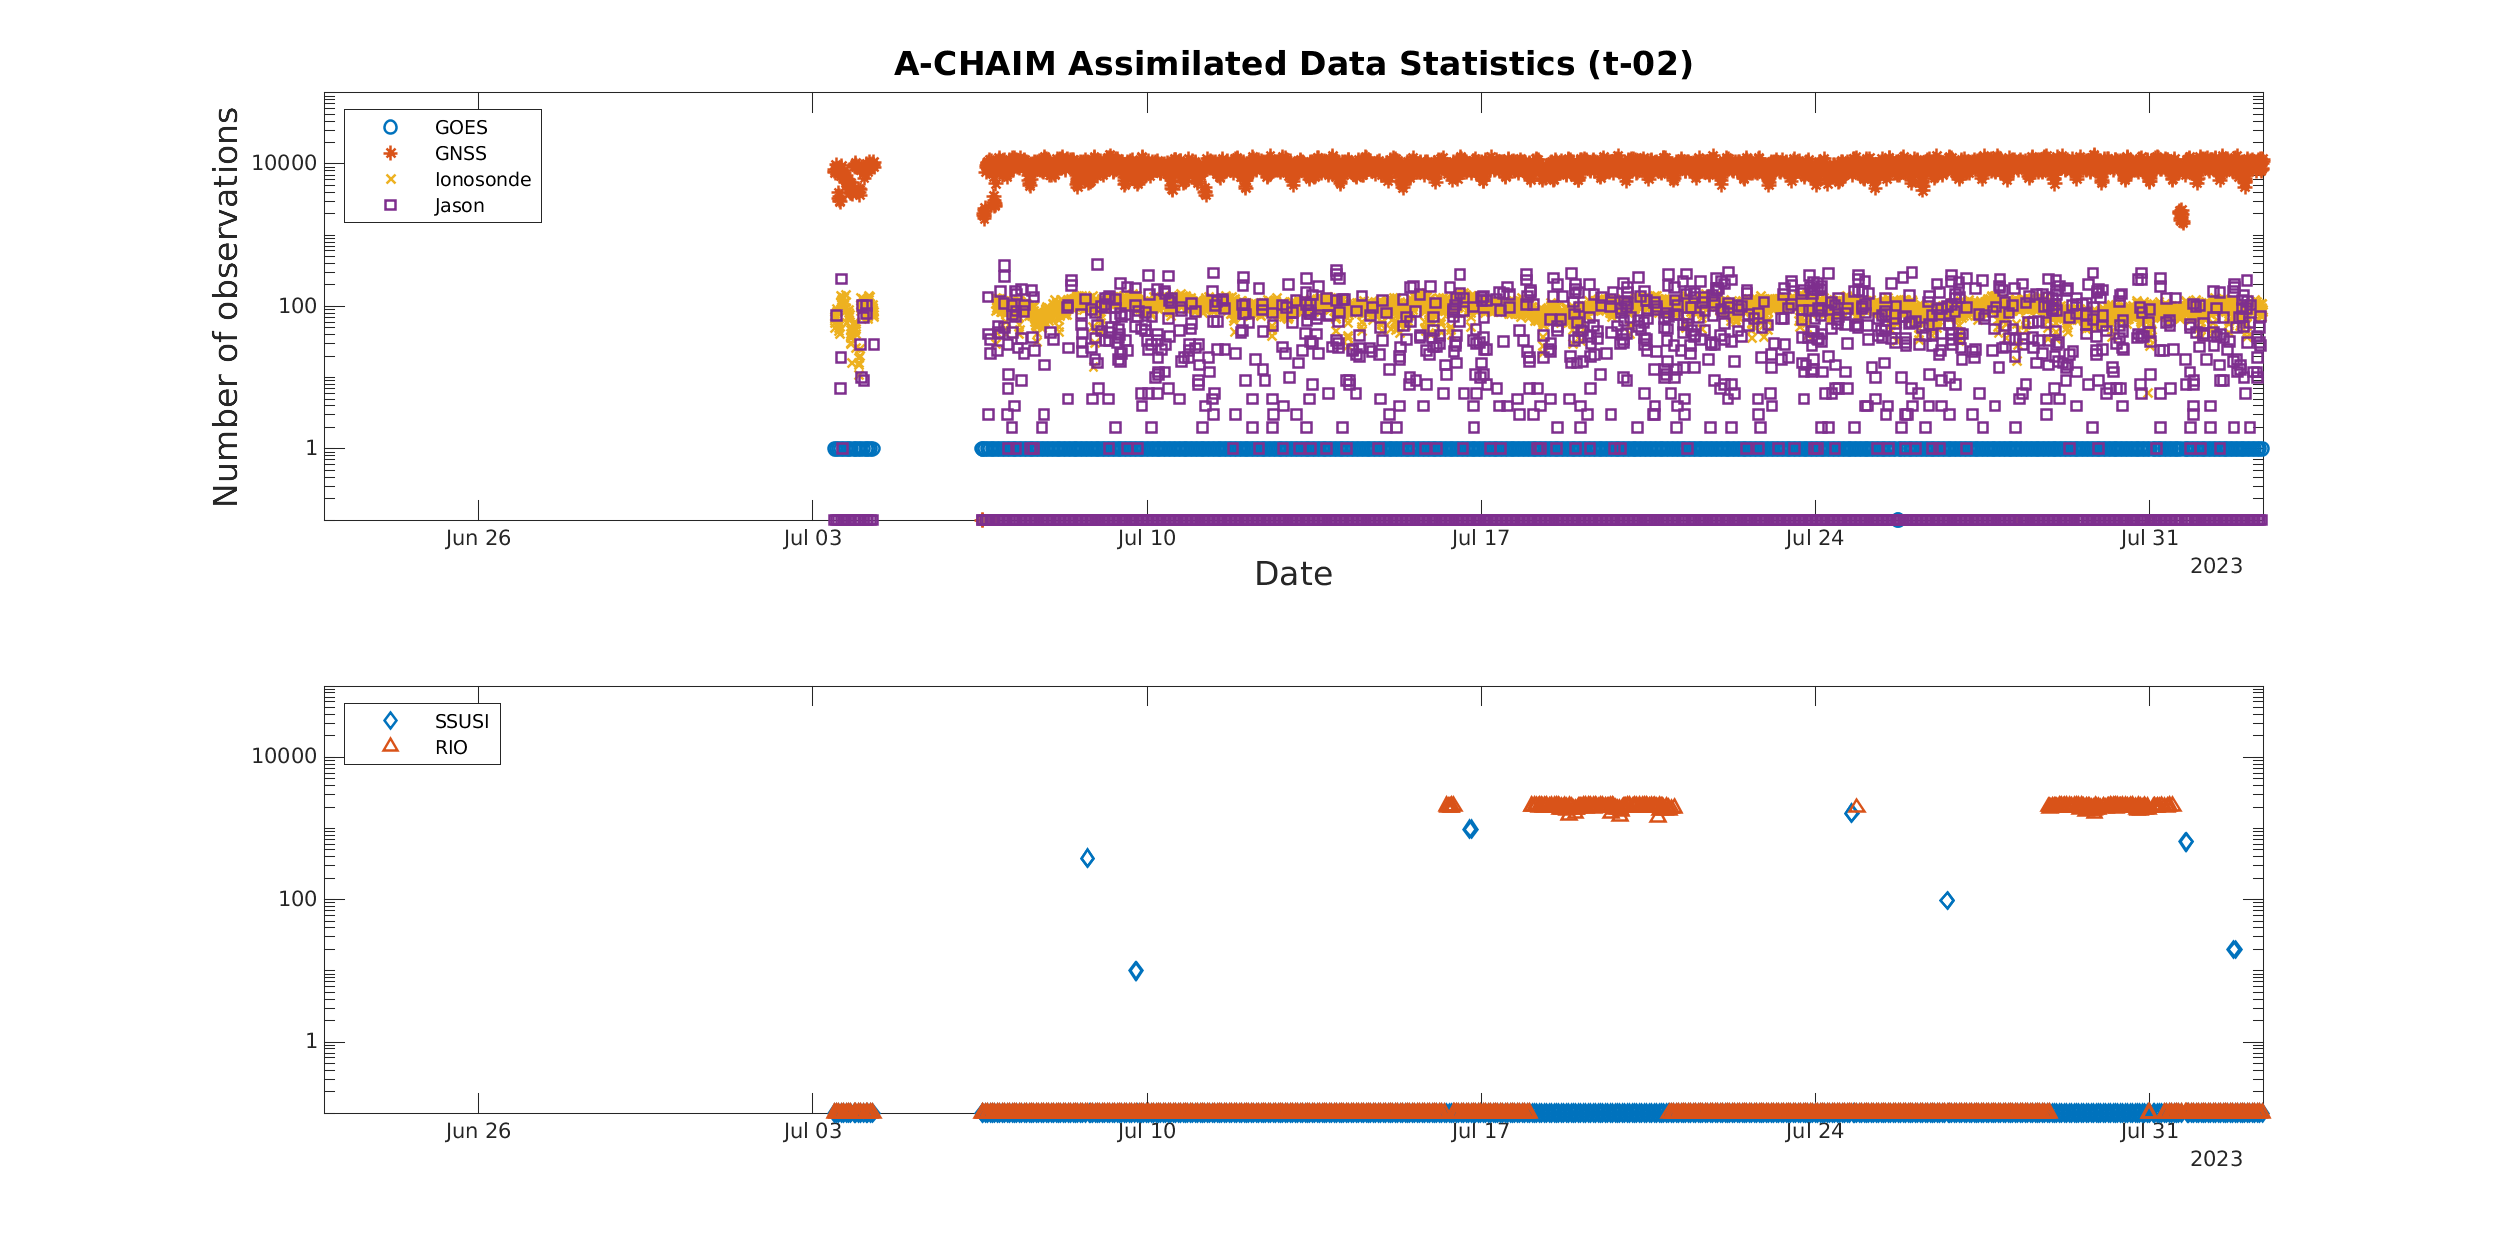 A-CHAIM Assimilated Data Statistics (t-02)
Number of observations
GOES
GNSS
Ionosonde
Jason
10000
100
1
Jun 26
Jul 03
Jul 10
Jul 17
Jul 24
Jul 31
2023
Date
SSUSI
RIO
10000
100
1
Jun 26
Jul 03
Jul 10
Jul 17
Jul 24
Jul 31
2023